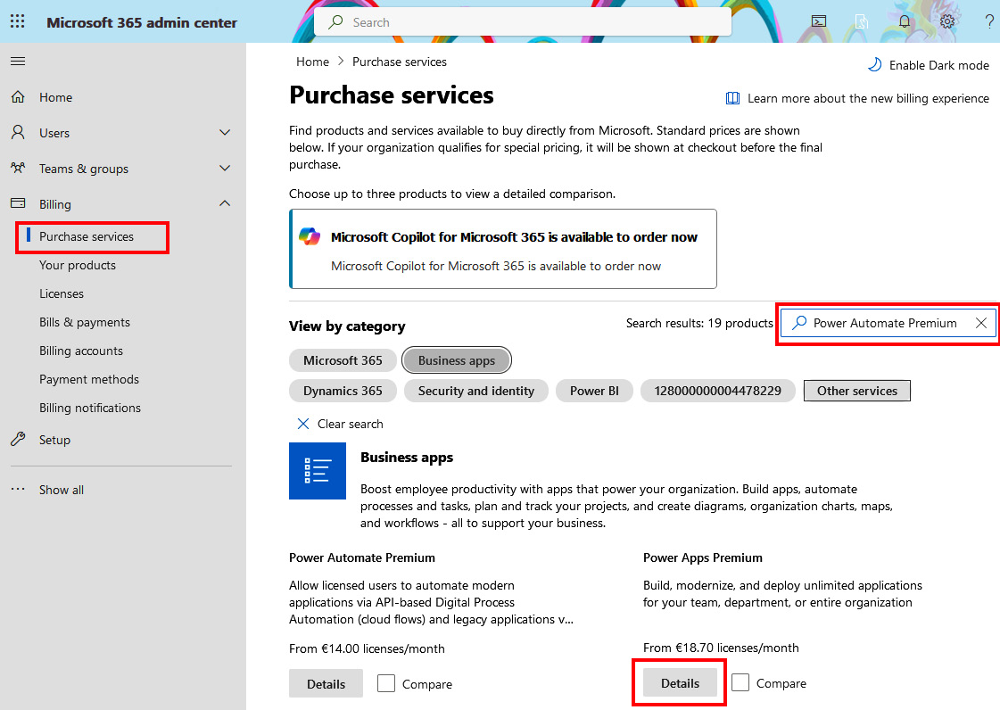 Microsoft 365 admin center
Search
?
Home
Users
Teams & groups
Billing
Purchase services
Your products
Licenses
Bills & payments
Billing accounts
Payment methods
Billing notifications
Setup
Show all
Home > Purchase services
Enable Dark mode
Purchase services
Learn more about the new billing experience
Find products and services available to buy directly from Microsoft. Standard prices are shown
below. If your organization qualifies for special pricing, it will be shown at checkout before the final
purchase.
Choose up to three products to view a detailed comparison.
Microsoft Copilot for Microsoft 365 is available to order now
Microsoft Copilot for Microsoft 365 is available to order now
View by category
Search results: 19 products
Power Automate Premium
Microsoft 365 Business apps
Dynamics 365 Security and identity Power BI 128000000004478229 Other services
Clear search
Business apps
Boost employee productivity with apps that power your organization. Build apps, automate
processes and tasks, plan and track your projects, and create diagrams, organization charts, maps,
and workflows - all to support your business.
Power Automate Premium
Allow licensed users to automate modern
applications via API-based Digital Process
Automation (cloud flows) and legacy applications v...
From €14.00 licenses/month
Details Compare
Power Apps Premium
Build, modernize, and deploy unlimited applications
for your team, department, or entire organization
From €18.70 licenses/month
Details Compare